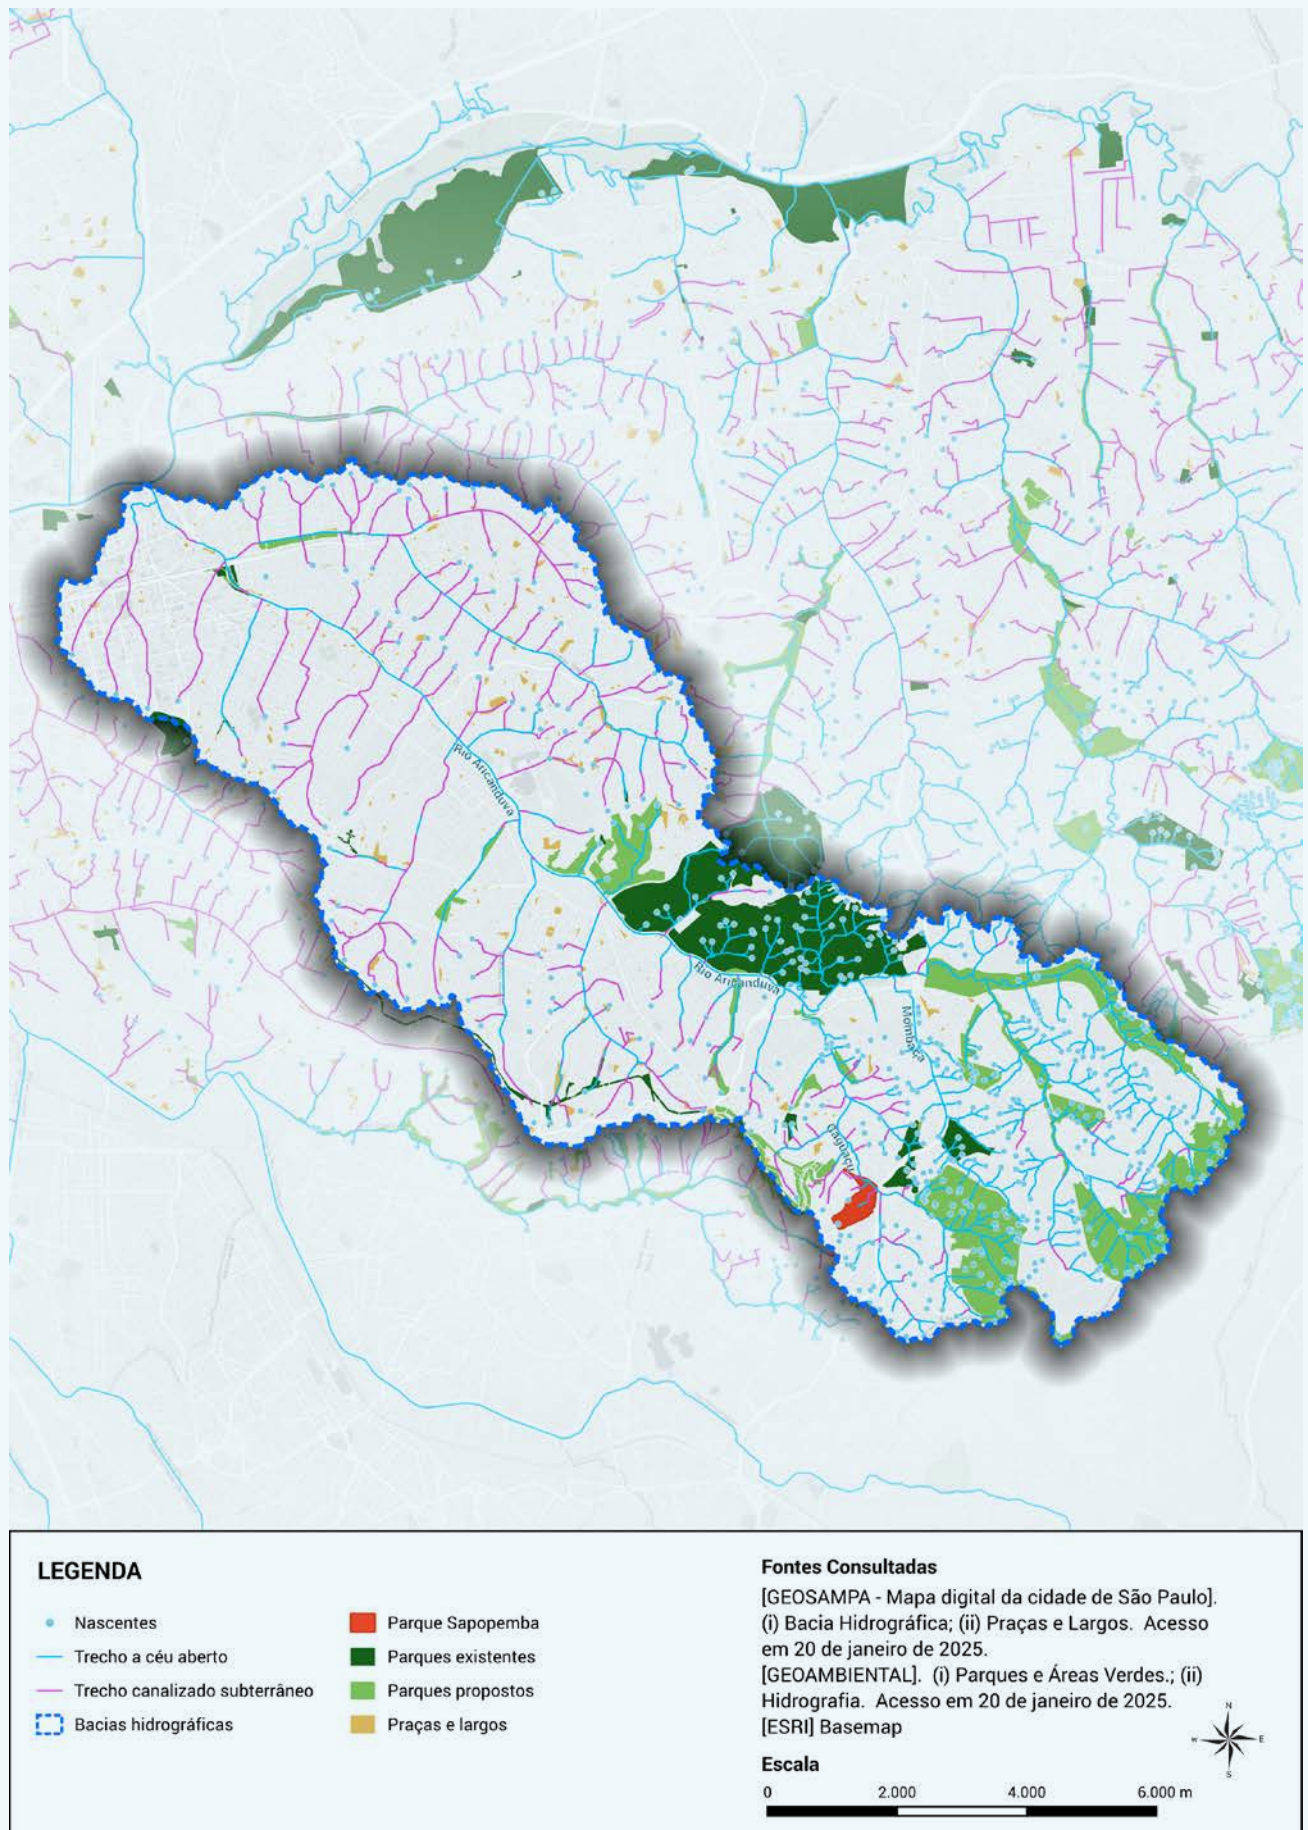 Rio Aricanduva
Rio Aricanduva
Mombaça
Caguaçu
LEGENDA
Nascentes
Trecho a céu aberto
Trecho canalizado subterrâneo
Bacias hidrográficas
Parque Sapopemba
Parques existentes
Parques propostos
Praças e largos
Fontes Consultadas
[GEOSAMPA - Mapa digital da cidade de São Paulo].
(i) Bacia Hidrográfica; (ii) Praças e Largos. Acesso
em 20 de janeiro de 2025.
[GEOAMBIENTAL]. (i) Parques e Áreas Verdes.; (ii)
Hidrografia. Acesso em 20 de janeiro de 2025.
[ESRI] Basemap
N
W
E
S
Escala
0 2.000 4.000 6.000 m